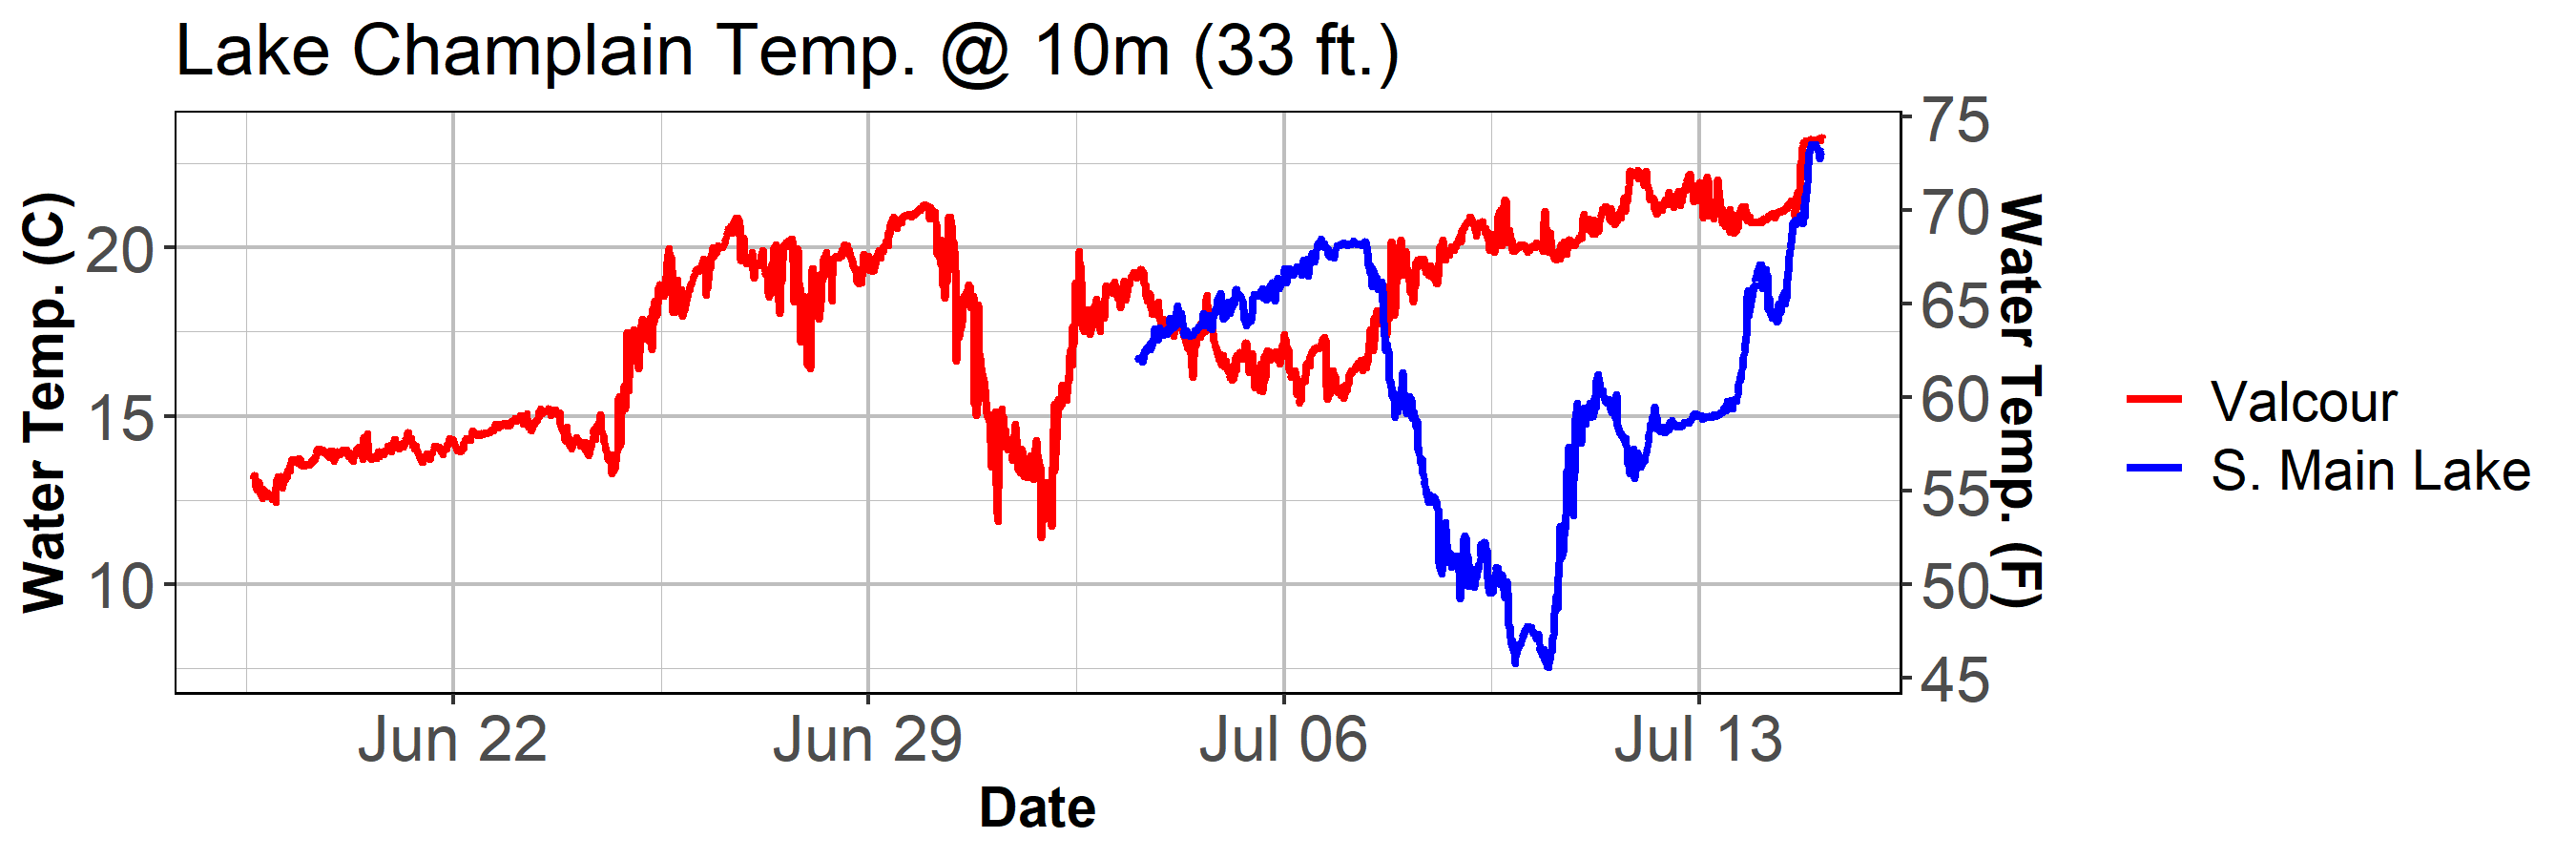 Lake Champlain Temp. @ 10m (33 ft.)
Water Temp. (C)
20
15
10
75
70
65
60
55
50
45
Water Temp. (F)
Jun 22
Jun 29
Jul 06
Jul 13
Date
Valcour
S. Main Lake